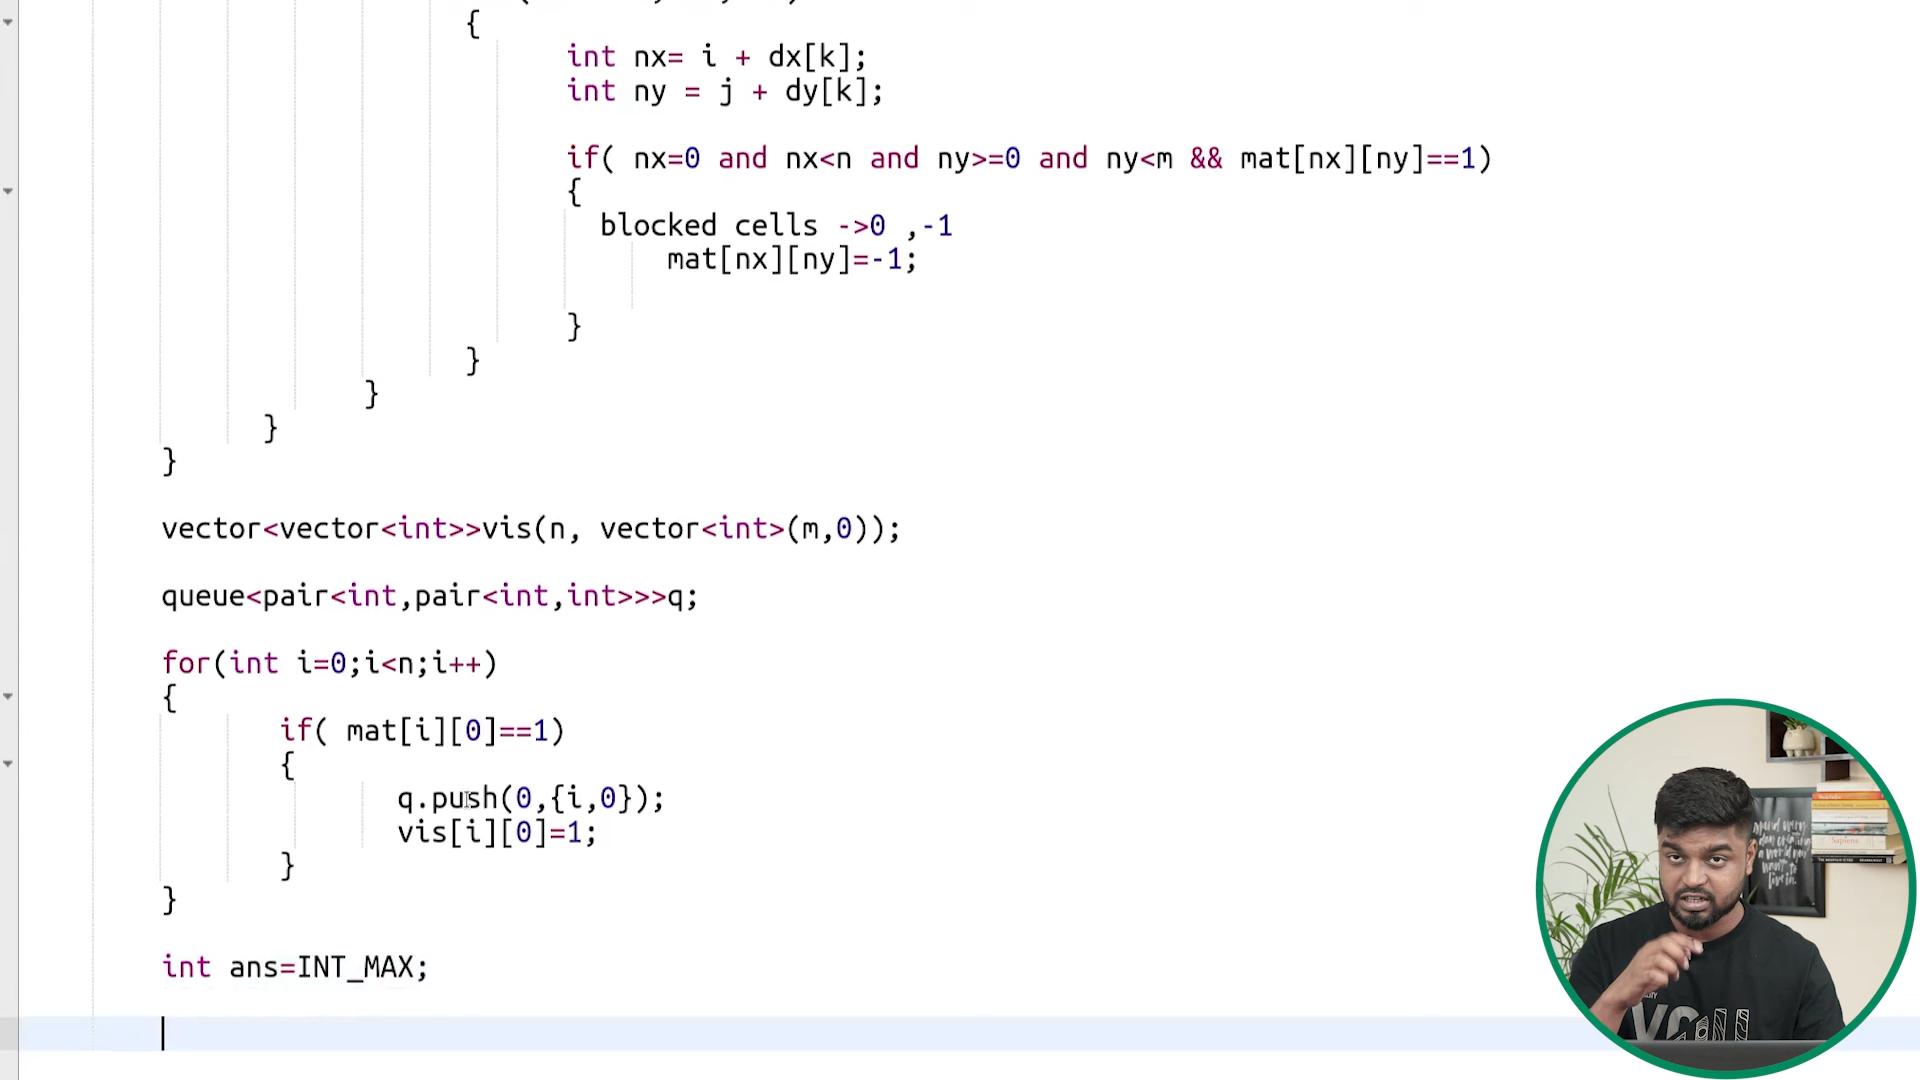 {
int nx= i + dx[k];
int ny = j + dy[k];
if( nx=0 and nx<n and ny>=0 and ny<m && mat[nx][ny]==1)
{
blocked cells ->0 ,-1
mat[nx][ny]=-1;
}
}
}
}
}
vector<vector<int>>vis(n, vector<int>(m,0));
queue<pair<int,pair<int,int>>>q;
for(int i=0;i<n;i++)
{
if( mat[i][0]==1)
{
q.push(0,{i,0});
vis[i][0]=1;
}
}
int ans=INT_MAX;
Sapiens